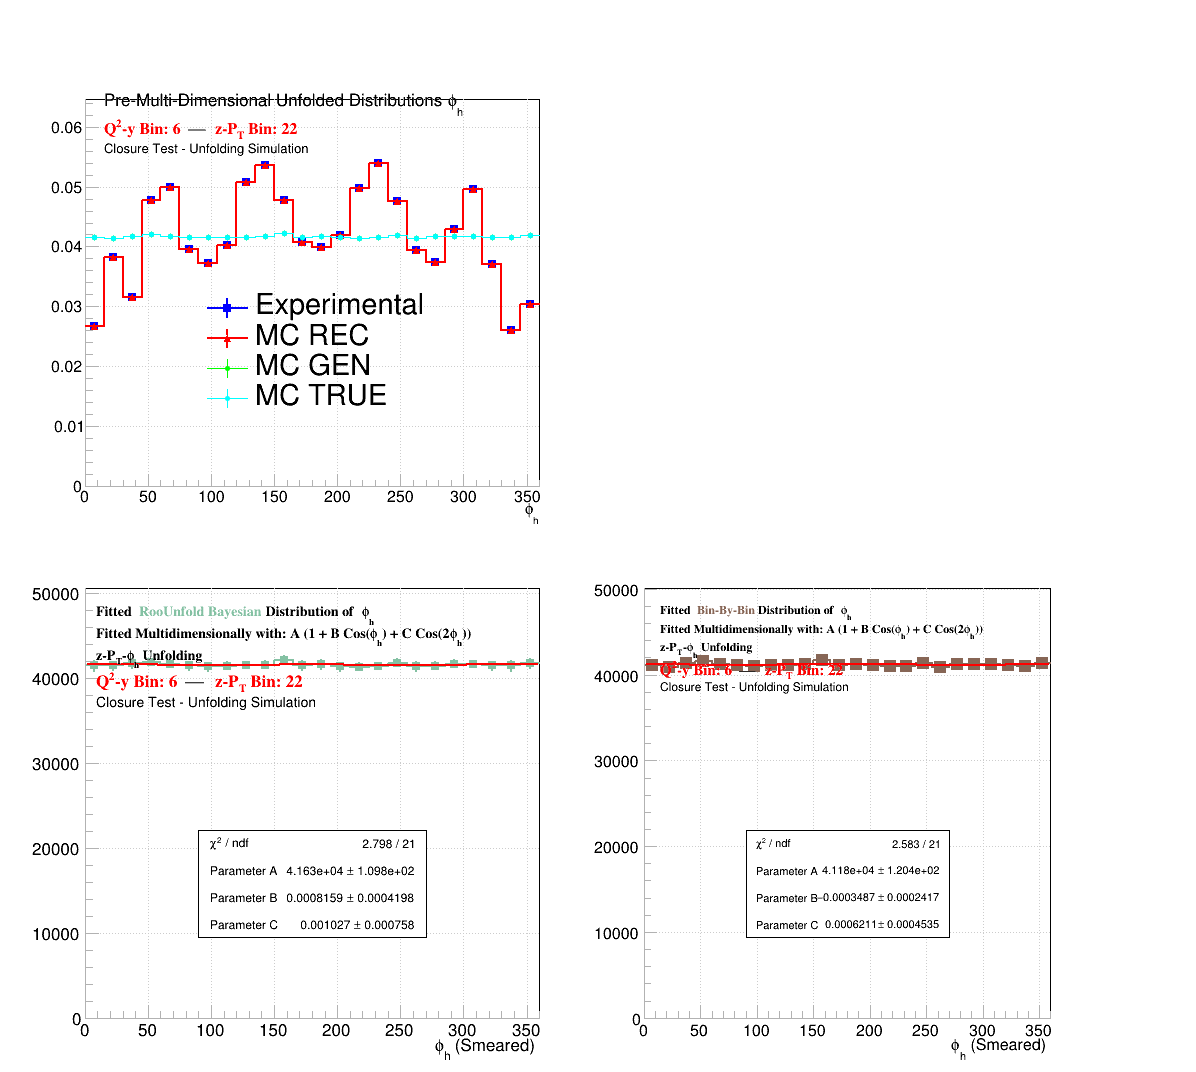 Pre-Multi-Dimensional Unfolded Distributions ϕh
Q2-y Bin: 6 — z-PT Bin: 22
Closure Test - Unfolding Simulation
0.06
0.05
0.04
0.03
0.02
0.01
0
Experimental
MC REC
MC GEN
MC TRUE
0 50 100 150 200 250 300 350
ϕh
50000
40000
30000
20000
10000
0
Fitted RooUnfold Bayesian Distribution of ϕh
Fitted Multidimensionally with: A (1 + B Cos(ϕh) + C Cos(2ϕh))
z-PT-ϕh Unfolding
Q2-y Bin: 6 — z-PT Bin: 22
Closure Test - Unfolding Simulation
χ2 / ndf 2.798 / 21
Parameter A 4.163e+04 ± 1.098e+02
Parameter B 0.0008159 ± 0.0004198
Parameter C 0.001027 ± 0.000758
0 50 100 150 200 250 300 350
ϕh (Smeared)
50000
40000
30000
20000
10000
0
Fitted Bin-By-Bin Distribution of ϕh
Fitted Multidimensionally with: A (1 + B Cos(ϕh) + C Cos(2ϕh))
z-PT-ϕh Unfolding
Q2-y Bin: 6 — z-PT Bin: 22
Closure Test - Unfolding Simulation
χ2 / ndf 2.583 / 21
Parameter A 4.118e+04 ± 1.204e+02
Parameter B −0.0003487 ± 0.0002417
Parameter C 0.0006211 ± 0.0004535
0 50 100 150 200 250 300 350
ϕh (Smeared)